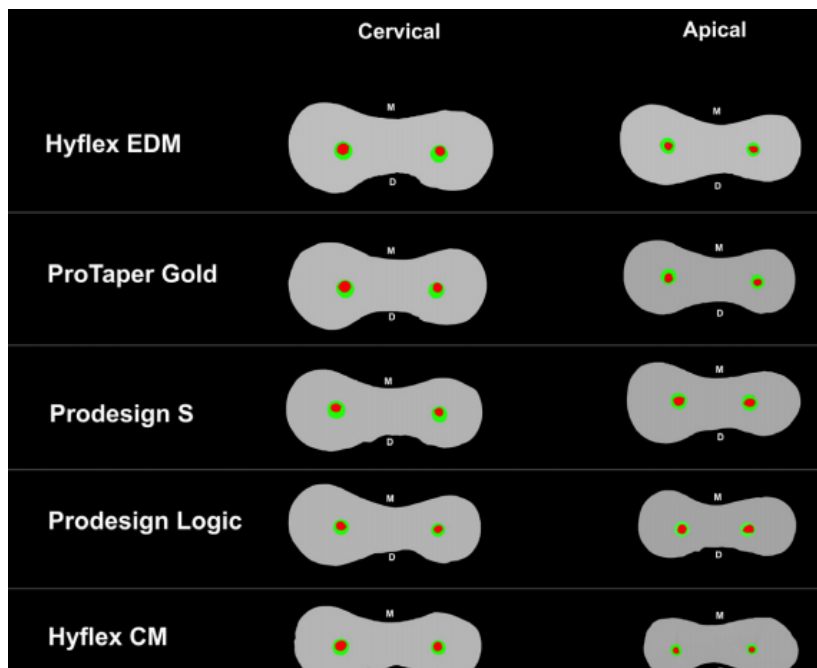 Cervical Apical
M M
Hyflex EDM
D D
M M
ProTaper Gold
D D
M M
Prodesign S
D D
M M
Prodesign Logic
D D
M M
Hyflex CM